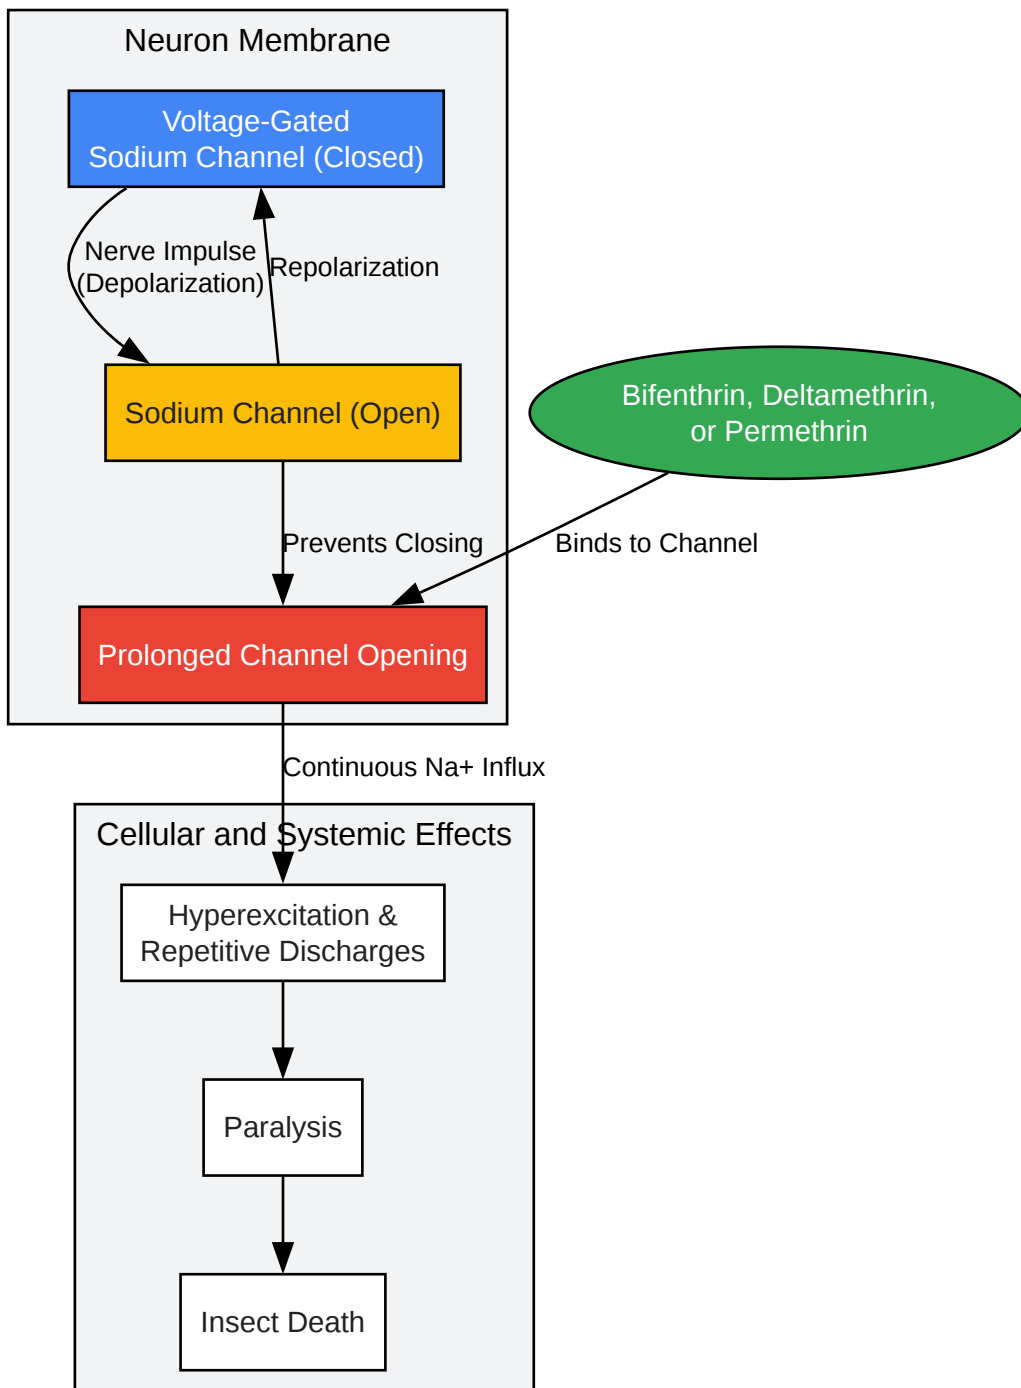 Neuron Membrane
Voltage-Gated
Sodium Channel (Closed)
Nerve Impulse
(Depolarization)
Repolarization
Sodium Channel (Open)
Bifenthrin, Deltamethrin,
or Permethrin
Prevents Closing
Binds to Channel
Prolonged Channel Opening
Continuous Na+ Influx
Cellular and Systemic Effects
Hyperexcitation &
Repetitive Discharges
Paralysis
Insect Death